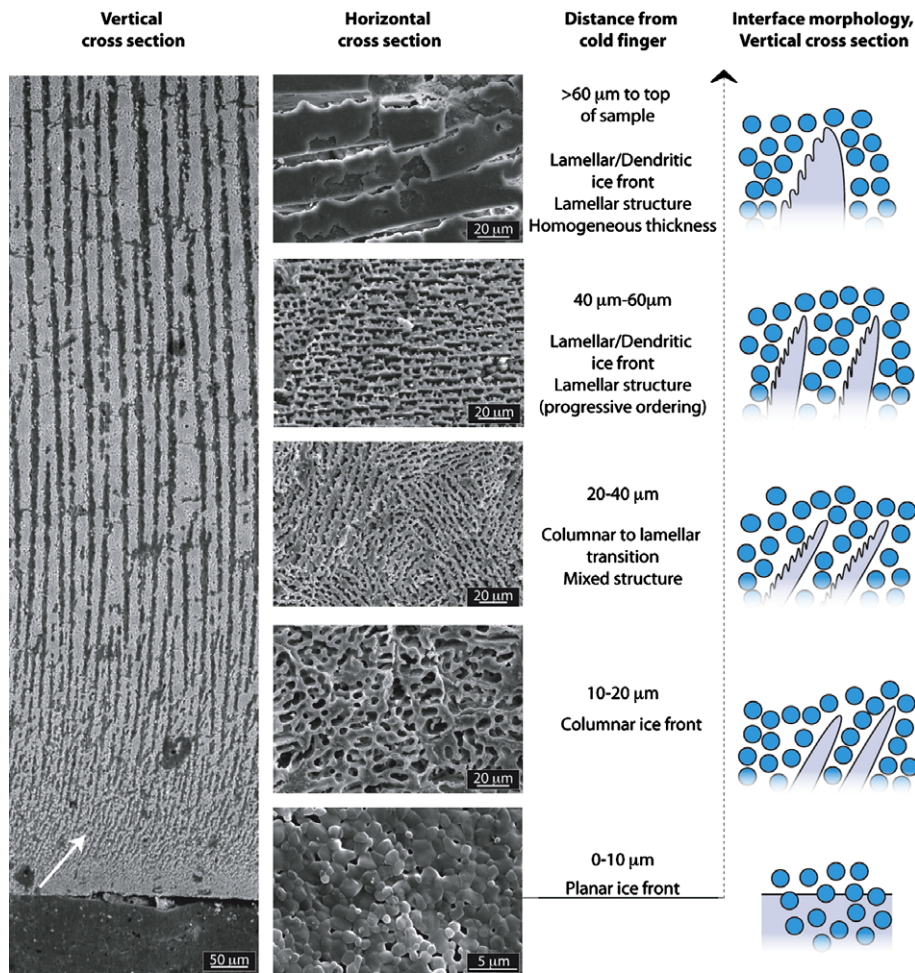 Vertical
cross section
Horizontal
cross section
Distance from
cold finger
Interface morphology,
Vertical cross section
>60 μm to top
of sample
Lamellar/Dendritic
ice front
Lamellar structure
Homogeneous thickness
20 μm
40 μm-60μm
Lamellar/Dendritic
ice front
Lamellar structure
(progressive ordering)
20 μm
20-40 μm
Columnar to lamellar
transition
Mixed structure
20 μm
10-20 μm
Columnar ice front
20 μm
0-10 μm
Planar ice front
50 μm
5 μm